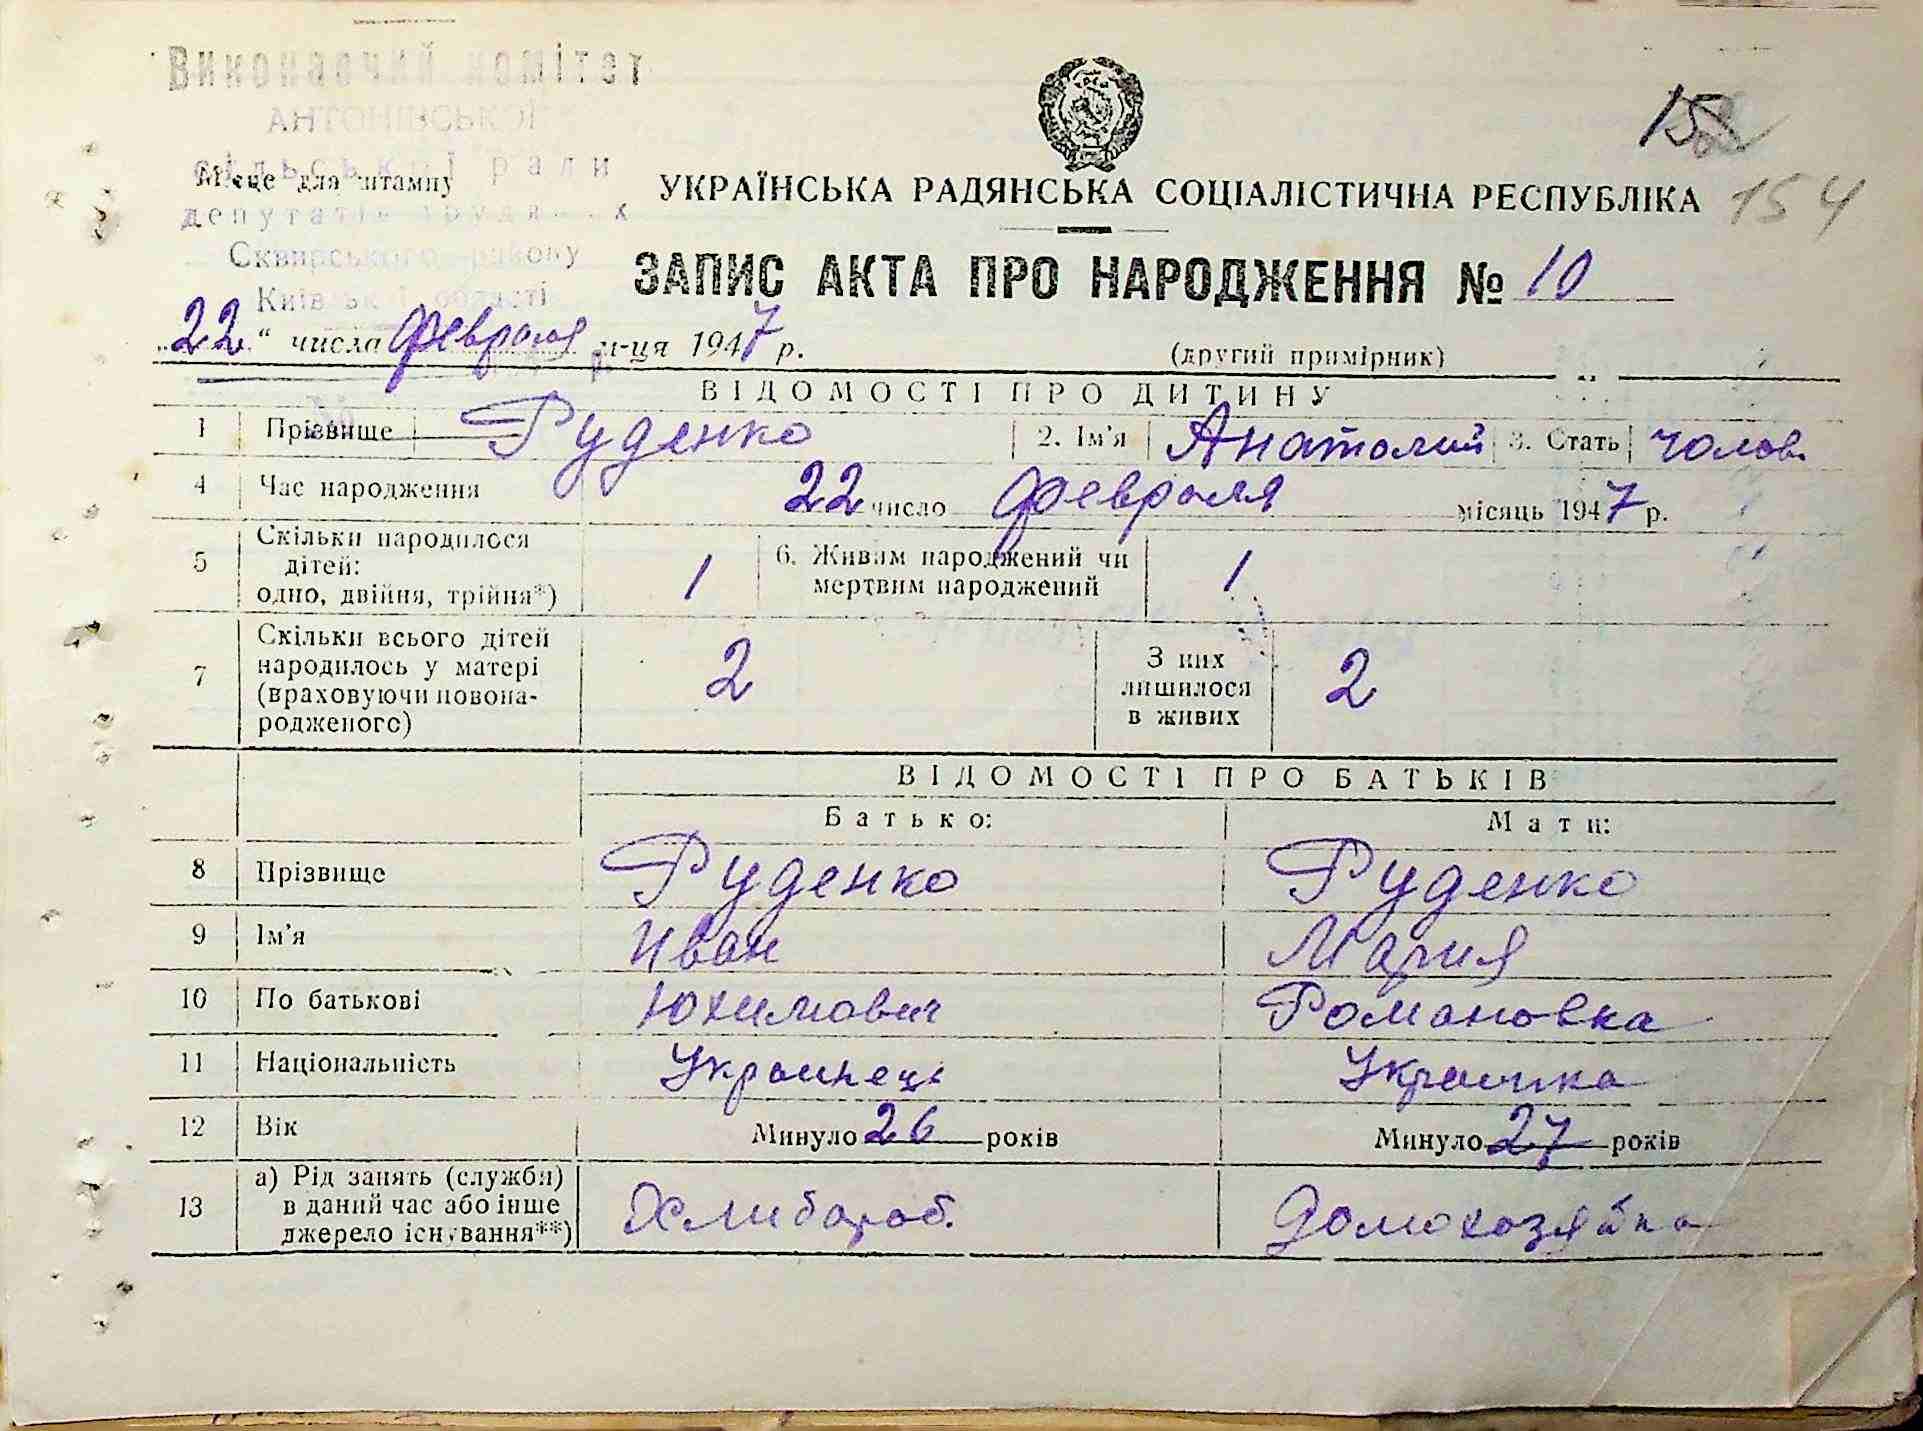 Виконавчий комітет
АНТОНІВСЬКОЇ
сільської ради
Місце для штампу
депутатів трудящих
Сквирського району
Київської області
158
УКРАЇНСЬКА РАДЯНСЬКА СОЦІАЛІСТИЧНА РЕСПУБЛІКА 154
ЗАПИС АКТА ПРО НАРОДЖЕННЯ № 10
„22“ числа февраля м-ця 1947 р.
(другий примірник)
ВІДОМОСТІ ПРО ДИТИНУ
1 Прізвище Руденко 2. Ім'я Анатолий 3. Стать чолов.
4 Час народження 22 число февраля місяць 1947 р.
5 Скільки народилося дітей: одно, двійня, трійня*) 1 6. Живим народжений чи мертвим народжений 1
7 Скільки всього дітей народилось у матері (враховуючи новонародженого) 2 З них лишилося в живих 2
ВІДОМОСТІ ПРО БАТЬКІВ
Батько: Мати:
8 Прізвище Руденко Руденко
9 Ім'я Иван Мария
10 По батькові Юхимович Романовка
11 Національність Украинець Украинка
12 Вік Минуло 26 років Минуло 27 років
13 а) Рід занять (служби) в даний час або інше джерело існування**) Домохозяйка